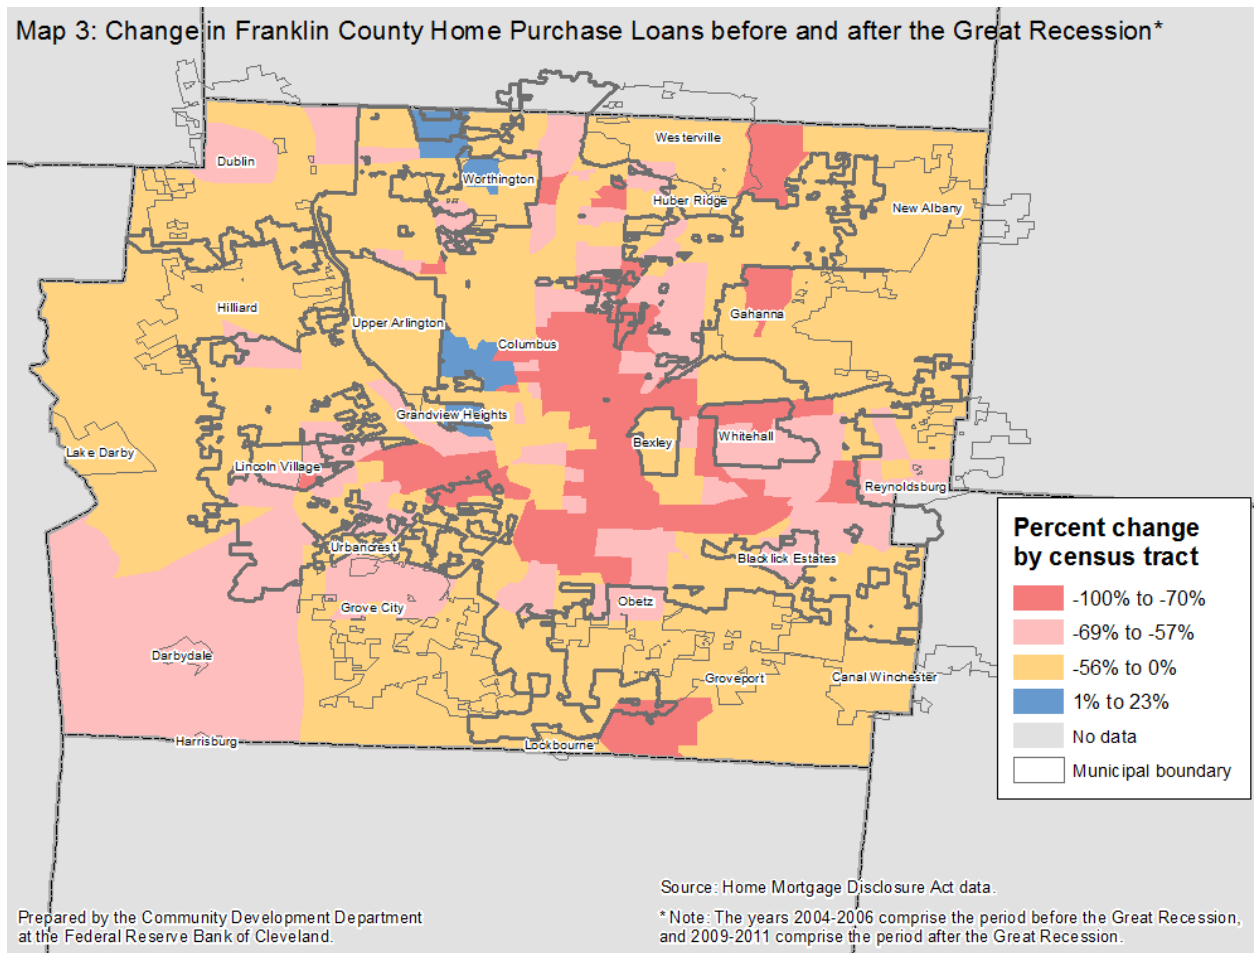 Map 3: Change in Franklin County Home Purchase Loans before and after the Great Recession*
Westerville
Dublin
Worthington
Huber Ridge
New Albany
Hilliard
Gahanna
Upper Arlington
Columbus
Grandview Heights
Bexley
Whitehall
Lake Darby
Lincoln Village
Reynoldsburg
Percent change
by census tract
-100% to -70%
-69% to -57%
-56% to 0%
1% to 23%
No data
Municipal boundary
Urbancrest
Blacklick Estates
Grove City
Obetz
Darbydale
Groveport
Canal Winchester
Harrisburg
Lockbourne
Source: Home Mortgage Disclosure Act data.
Prepared by the Community Development Department
at the Federal Reserve Bank of Cleveland.
* Note: The years 2004-2006 comprise the period before the Great Recession,
and 2009-2011 comprise the period after the Great Recession.